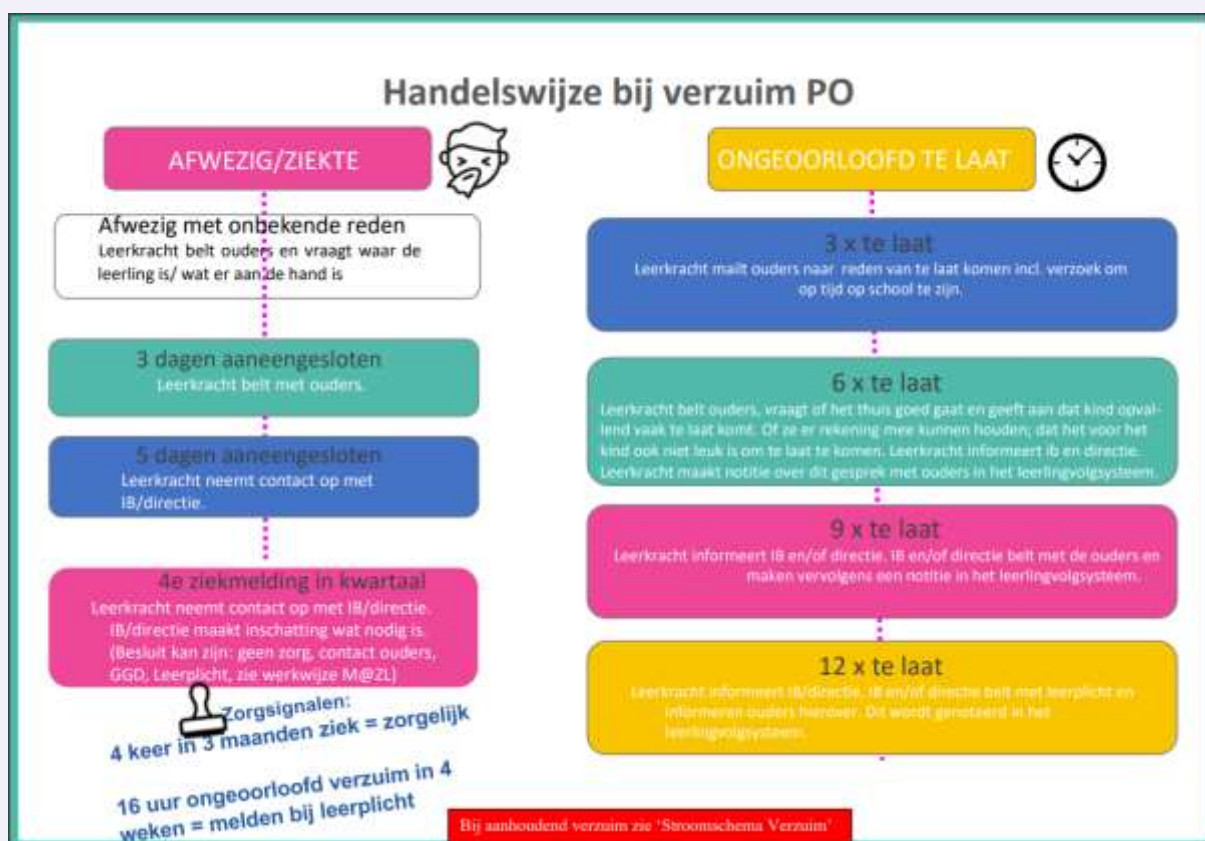 Handelswijze bij verzuim PO
AFWEZIG/ZIEKTE
Afwezig met onbekende reden
Leerkracht belt ouders en vraagt waar de
leerling is/ wat er aan de hand is
3 dagen aaneengesloten
Leerkracht belt met ouders.
5 dagen aaneengesloten
Leerkracht neemt contact op met
IB/directie.
4e ziekmelding in kwartaal
Leerkracht neemt contact op met IB/directie.
IB/directie maakt inschatting wat nodig is.
(Besluit kan zijn: geen zorg, contact ouders,
GGD, Leerplicht, zie werkwijze M@ZL)
Zorgsignalen:
4 keer in 3 maanden ziek = zorgelijk
16 uur ongeoorloofd verzuim in 4
weken = melden bij leerplicht
ONGEOORLOOFD TE LAAT
3 x te laat
Leerkracht mailt ouders naar reden van te laat komen incl. verzoek om
op tijd op school te zijn.
6 x te laat
Leerkracht belt ouders, vraagt of het thuis goed gaat en geeft aan dat kind opval-
lend vaak te laat komt. Of ze er rekening mee kunnen houden; dat het voor het
kind ook niet leuk is om te laat te komen. Leerkracht informeert ib en directie.
Leerkracht maakt notitie over dit gesprek met ouders in het leerlingvolgsysteem.
9 x te laat
Leerkracht informeert IB en/of directie. IB en/of directie belt met de ouders en
maken vervolgens een notitie in het leerlingvolgsysteem.
12 x te laat
Leerkracht informeert IB/directie. IB en/of directie belt met leerplicht en
informeren ouders hierover. Dit wordt genoteerd in het
leerlingvolgsysteem.
Bij aanhoudend verzuim zie ‘Stroomschema Verzuim’